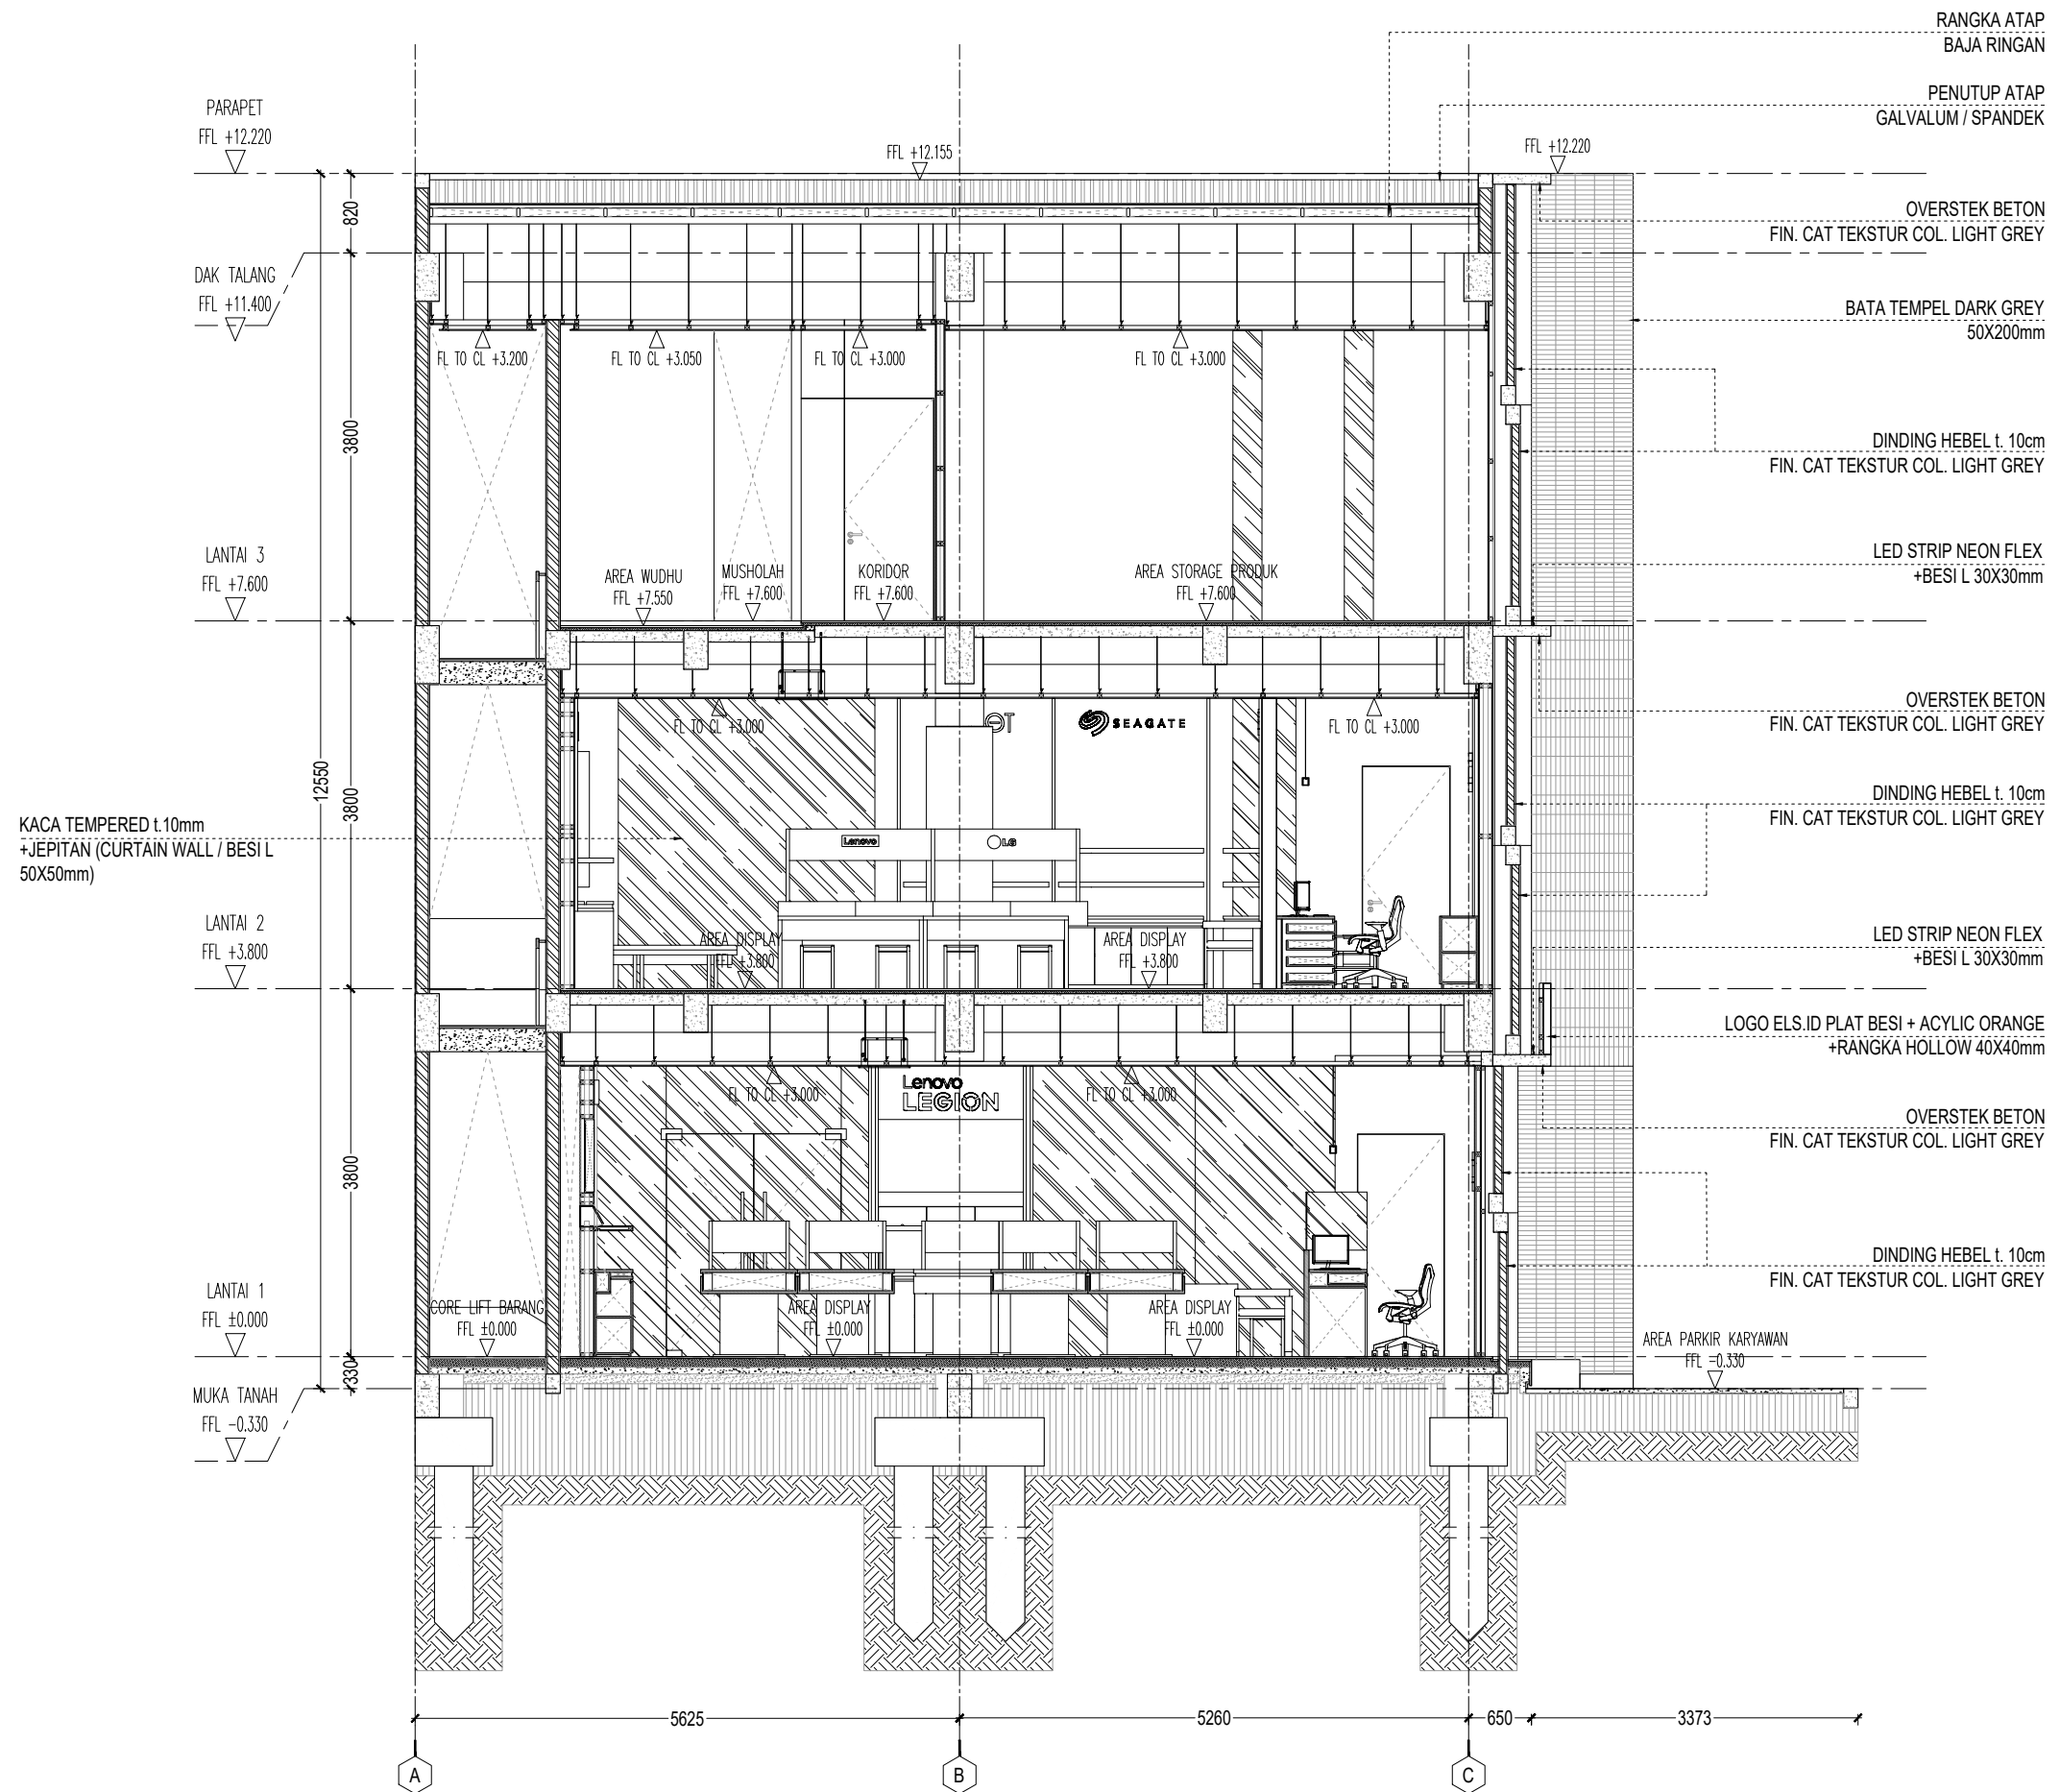 RANGKA ATAP
BAJA RINGAN
PENUTUP ATAP
GALVALUM / SPANDEK
PARAPET
FFL +12.220
FFL +12.155
FFL +12.220
820
OVERSTEK BETON
FIN. CAT TEKSTUR COL. LIGHT GREY
DAK TALANG
FFL +11.400
BATA TEMPEL DARK GREY
50X200mm
FL TO CL +3.200
FL TO CL +3.050
FL TO CL +3.000
FL TO CL +3.000
3800
DINDING HEBEL t. 10cm
FIN. CAT TEKSTUR COL. LIGHT GREY
LANTAI 3
FFL +7.600
AREA WUDHU
FFL +7.550
MUSHOLAH
FFL +7.600
KORIDOR
FFL +7.600
AREA STORAGE PRODUK
FFL +7.600
LED STRIP NEON FLEX
+BESI L 30X30mm
OVERSTEK BETON
FIN. CAT TEKSTUR COL. LIGHT GREY
FL TO CL +3.000
SEAGATE
FL TO CL +3.000
12550
3800
DINDING HEBEL t. 10cm
FIN. CAT TEKSTUR COL. LIGHT GREY
KACA TEMPERED t.10mm
+JEPITAN (CURTAIN WALL / BESI L
50X50mm)
Lenovo
LG
LANTAI 2
FFL +3.800
AREA DISPLAY
FFL +3.800
AREA DISPLAY
FFL +3.800
LED STRIP NEON FLEX
+BESI L 30X30mm
LOGO ELS.ID PLAT BESI + ACYLIC ORANGE
+RANGKA HOLLOW 40X40mm
FL TO CL +3.000
Lenovo
LEGION
FL TO CL +3.000
OVERSTEK BETON
FIN. CAT TEKSTUR COL. LIGHT GREY
3800
DINDING HEBEL t. 10cm
FIN. CAT TEKSTUR COL. LIGHT GREY
LANTAI 1
FFL ±0.000
CORE LIFT BARANG
FFL ±0.000
AREA DISPLAY
FFL ±0.000
AREA DISPLAY
FFL ±0.000
AREA PARKIR KARYAWAN
FFL -0.330
330
MUKA TANAH
FFL -0.330
5625
5260
650
3373
A
B
C